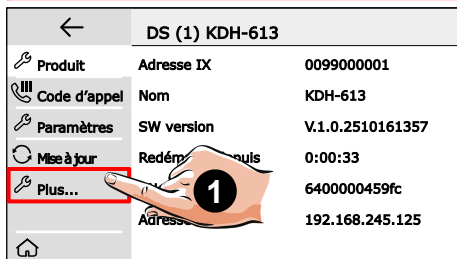 DS (1) KDH-613
Produit
Adresse IX 0099000001
Code d'appel
Nom KDH-613
Paramètres
SW version V.1.0.2510161357
Mise à jour
0:00:33
Plus...
1
6400000459fc
192.168.245.125